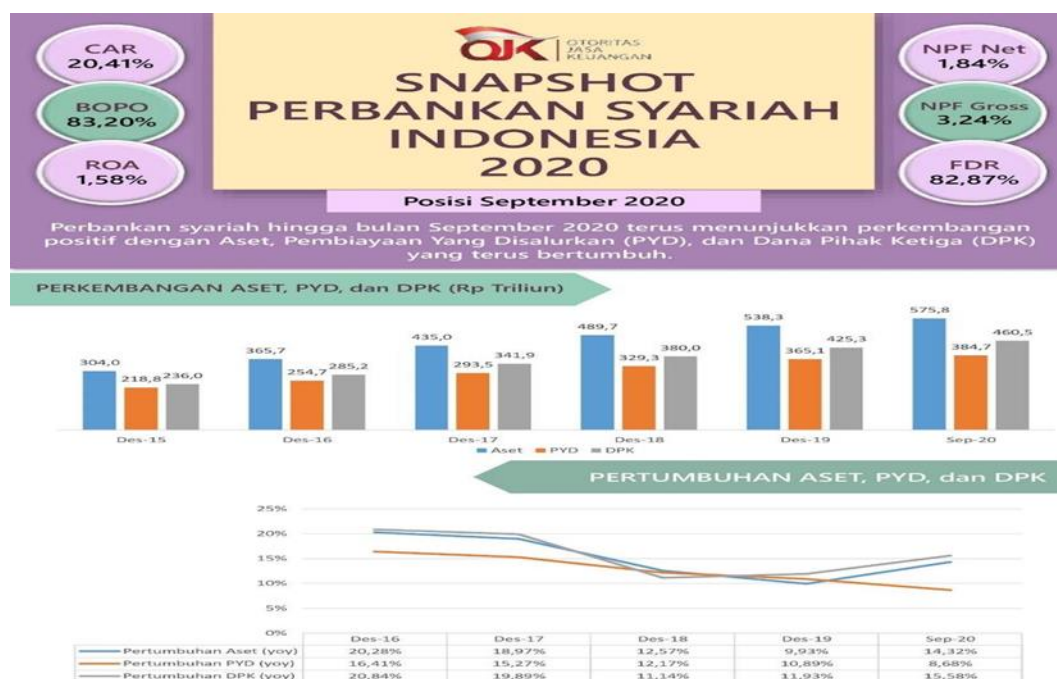 CAR
20,41%
BOPO
83,20%
ROA
1,58%
OJK
OTORITAS
JASA
KEUANGAN
SNAPSHOT
PERBANKAN SYARIAH
INDONESIA
2020
NPF Net
1,84%
NPF Gross
3,24%
FDR
82,87%
Posisi September 2020
Perbankan syariah hingga bulan September 2020 terus menunjukkan perkembangan
positif dengan Aset, Pembiayaan Yang Disalurkan (PYD), dan Dana Pihak Ketiga (DPK)
yang terus bertumbuh.
PERKEMBANGAN ASET, PYD, dan DPK (Rp Triliun)
304,0 218,8 236,0
365,7 254,7 285,2
435,0 293,5 341,9
489,7 329,3 380,0
538,3 365,1 425,3
575,8 384,7 460,5
Des-15 Des-16 Des-17 Des-18 Des-19 Sep-20
Aset PYD DPK
PERTUMBUHAN ASET, PYD, dan DPK
25%
20%
15%
10%
5%
0%
Des-16 Des-17 Des-18 Des-19 Sep-20
Pertumbuhan Aset (yoy) 20,28% 18,97% 12,57% 9,93% 14,32%
Pertumbuhan PYD (yoy) 16,41% 15,27% 12,17% 10,89% 8,68%
Pertumbuhan DPK (yoy) 20,84% 19,89% 11,14% 11,93% 15,58%